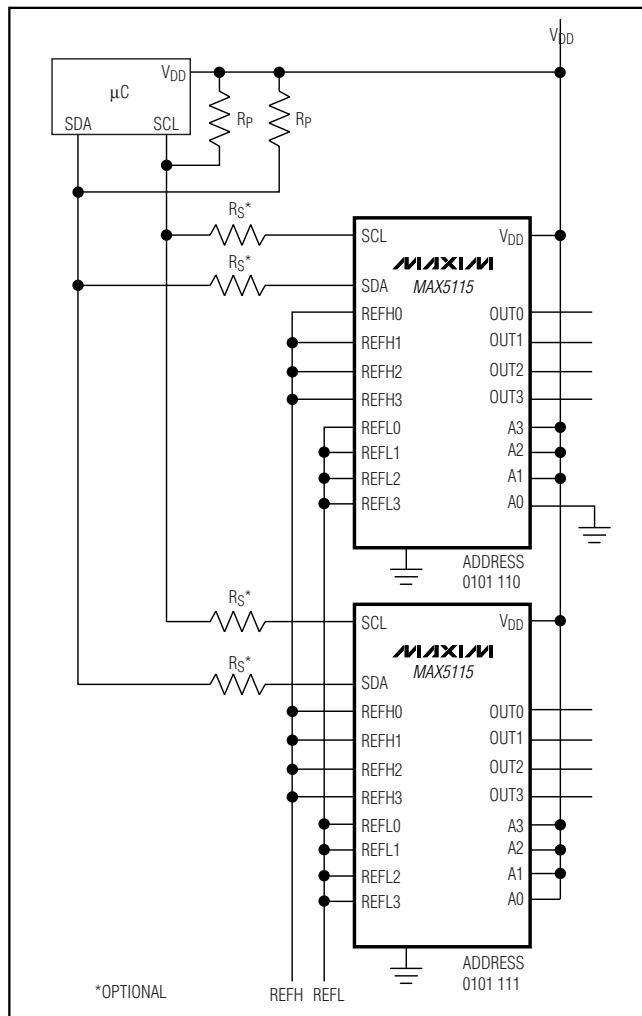 VDD
µC
VDD
SDA
SCL
RP
RP
RS*
RS*
SCL
SDA
REFH0
REFH1
REFH2
REFH3
REFL0
REFL1
REFL2
REFL3
MAXIM
MAX5115
VDD
OUT0
OUT1
OUT2
OUT3
A3
A2
A1
A0
ADDRESS
0101 110
RS*
RS*
SCL
SDA
REFH0
REFH1
REFH2
REFH3
REFL0
REFL1
REFL2
REFL3
MAXIM
MAX5115
VDD
OUT0
OUT1
OUT2
OUT3
A3
A2
A1
A0
ADDRESS
0101 111
*OPTIONAL
REFH REFL